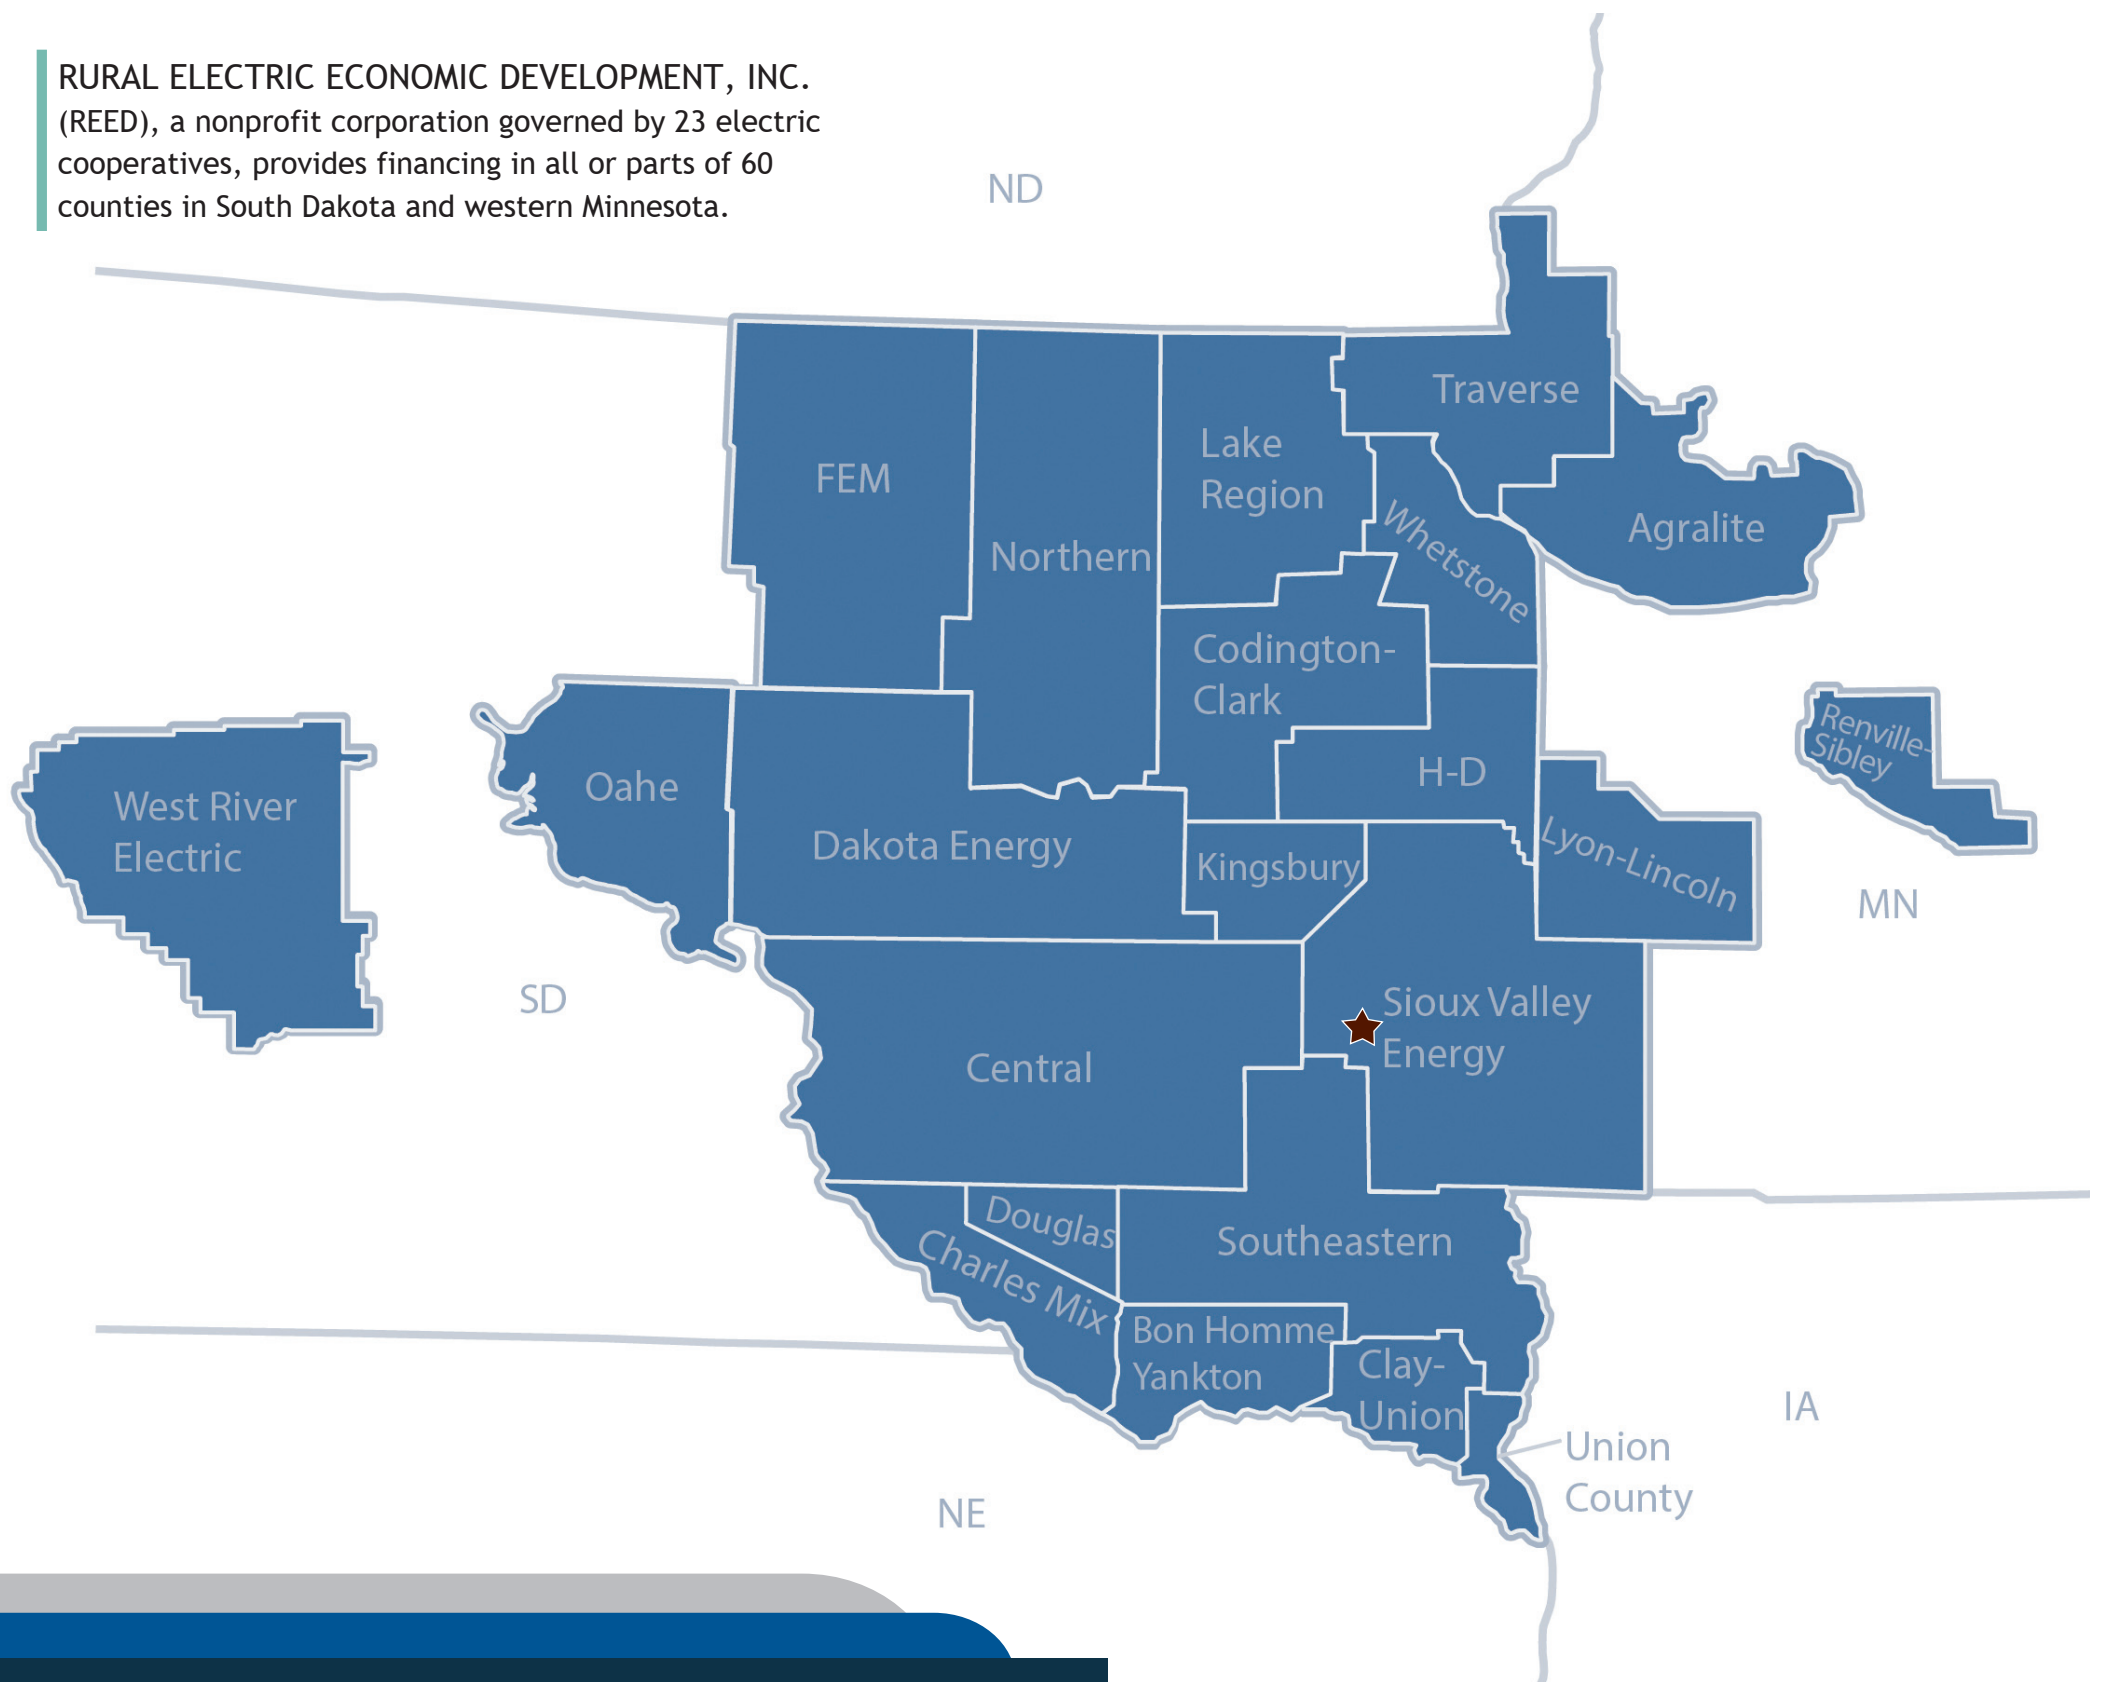 RURAL ELECTRIC ECONOMIC DEVELOPMENT, INC.
(REED), a nonprofit corporation governed by 23 electric
cooperatives, provides financing in all or parts of 60
counties in South Dakota and western Minnesota.
ND
Traverse
Lake
Region
FEM
Whetstone
Agralite
Northern
Codington-
Clark
Renville-
Sibley
H-D
Oahe
West River
Electric
Dakota Energy
Kingsbury
Lyon-Lincoln
MN
SD
Sioux Valley
Energy
Central
Douglas
Charles Mix
Southeastern
Bon Homme
Yankton
Clay-
Union
IA
Union
County
NE